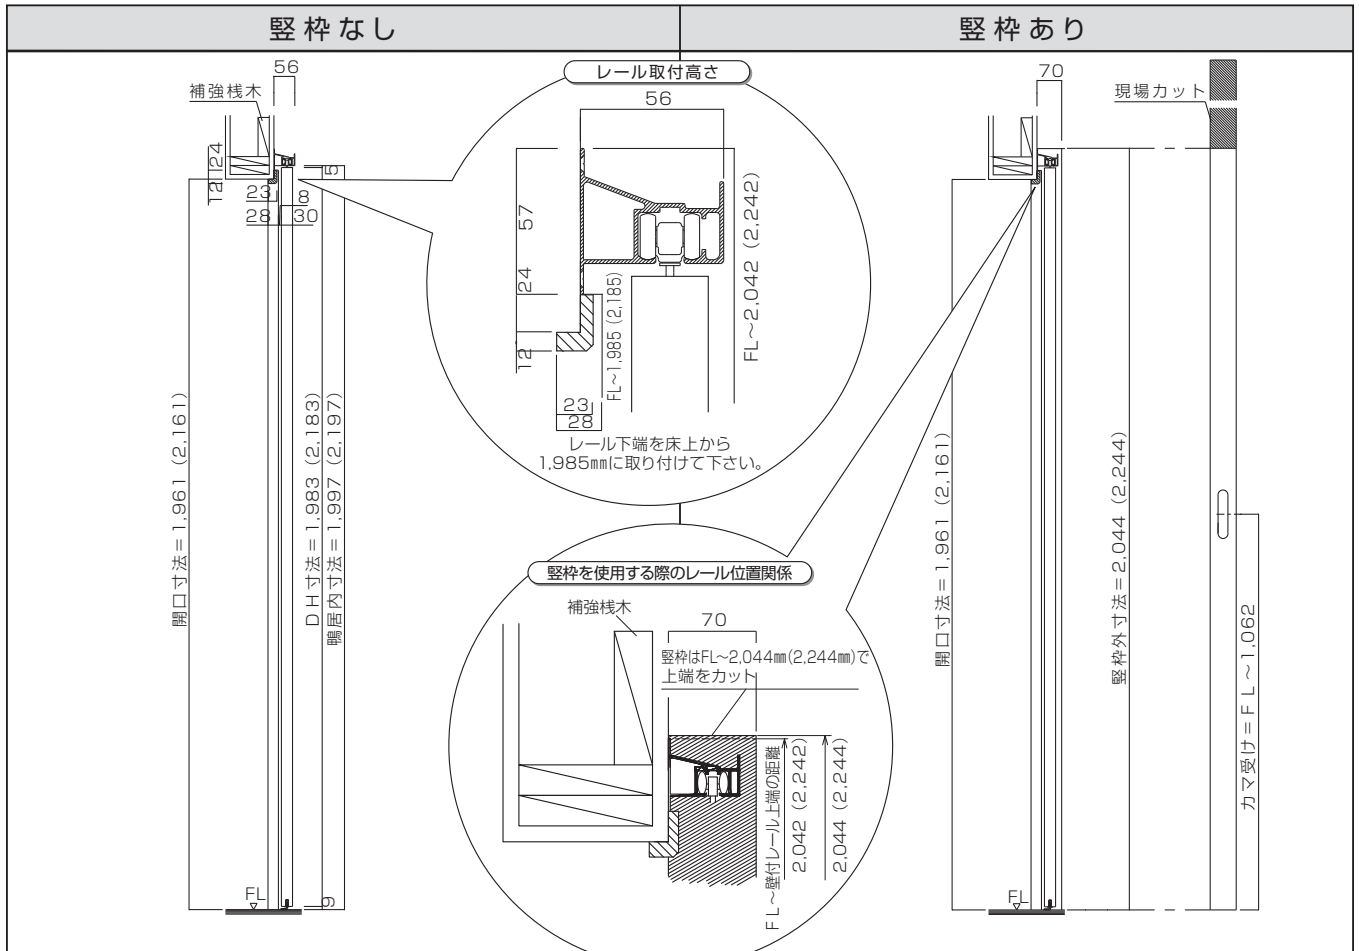 竪枠なし
竪枠あり
56
補強桟木
24
12
5
23
8
28
30
開口寸法＝1,961（2,161）
DH寸法＝1,983（2,183）
鴨居内寸法＝1,997（2,197）
FL
9
レール取付高さ
56
57
24
12
FL〜1,985（2,185）
FL〜2,042（2,242）
23
28
レール下端を床上から
1,985㎜に取り付けて下さい。
竪枠を使用する際のレール位置関係
補強桟木
70
竪枠はFL〜2,044㎜(2,244㎜)で
上端をカット
FL〜壁付レール上端の距離
2,042（2,242）
2,044（2,244）
70
現場カット
開口寸法＝1,961（2,161）
竪枠外寸法＝2,044（2,244）
カマ受け＝FL〜1,062
FL